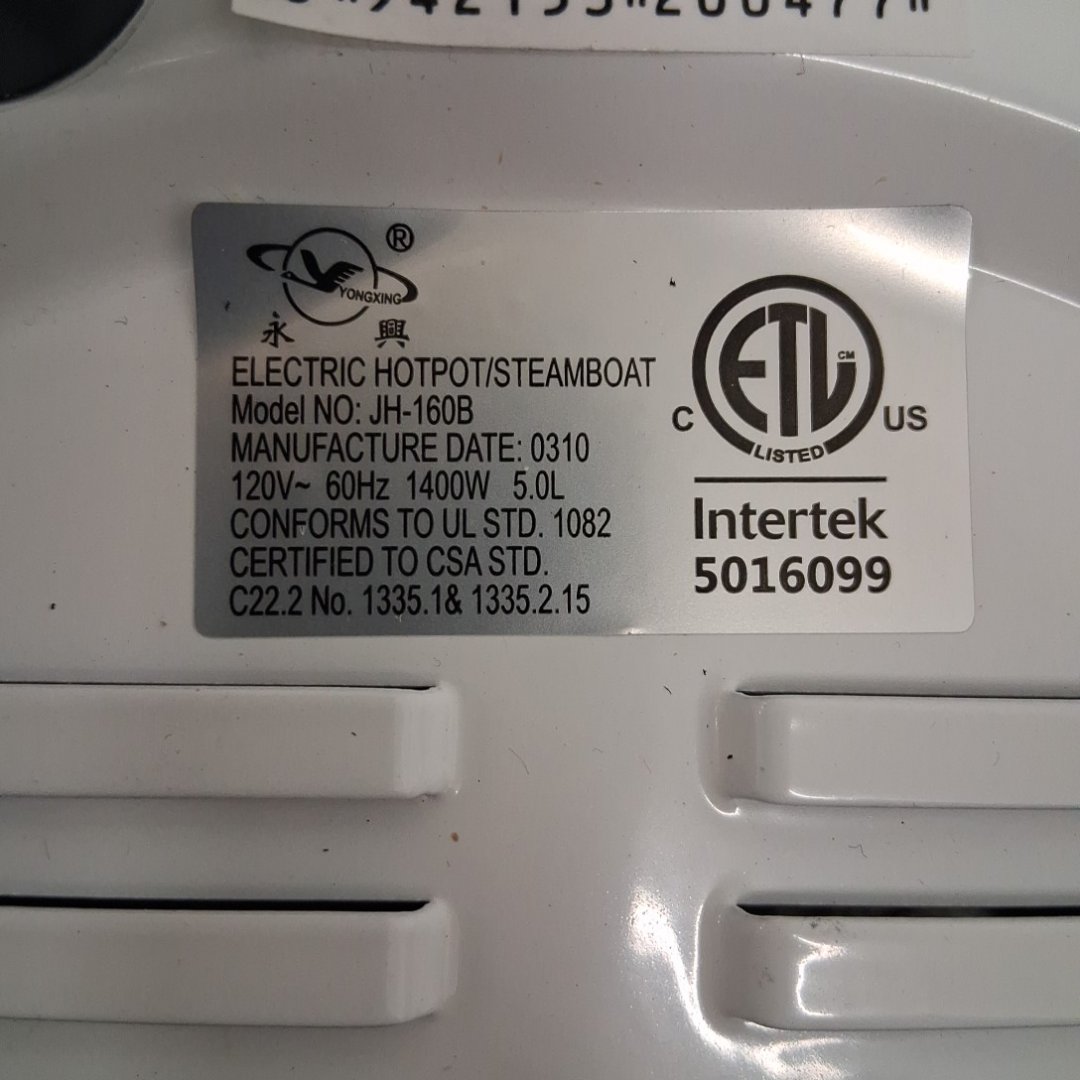 ®
YONGXING
永 興
ELECTRIC HOTPOT/STEAMBOAT
Model NO: JH-160B
MANUFACTURE DATE: 0310
120V~ 60Hz 1400W 5.0L
CONFORMS TO UL STD. 1082
CERTIFIED TO CSA STD.
C22.2 No. 1335.1& 1335.2.15
ETL CM
C US
LISTED
Intertek
5016099